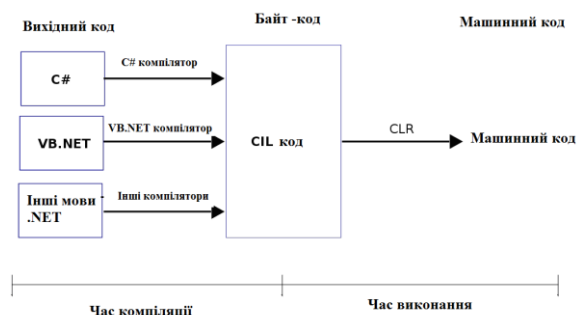 Вихідний код
Байт -код
Машинний код
C#
C# компілятор
VB.NET
VB.NET компілятор
CIL код
CLR
Машинний код
Інші мови
.NET
Інші компілятори
Час компіляції
Час виконання